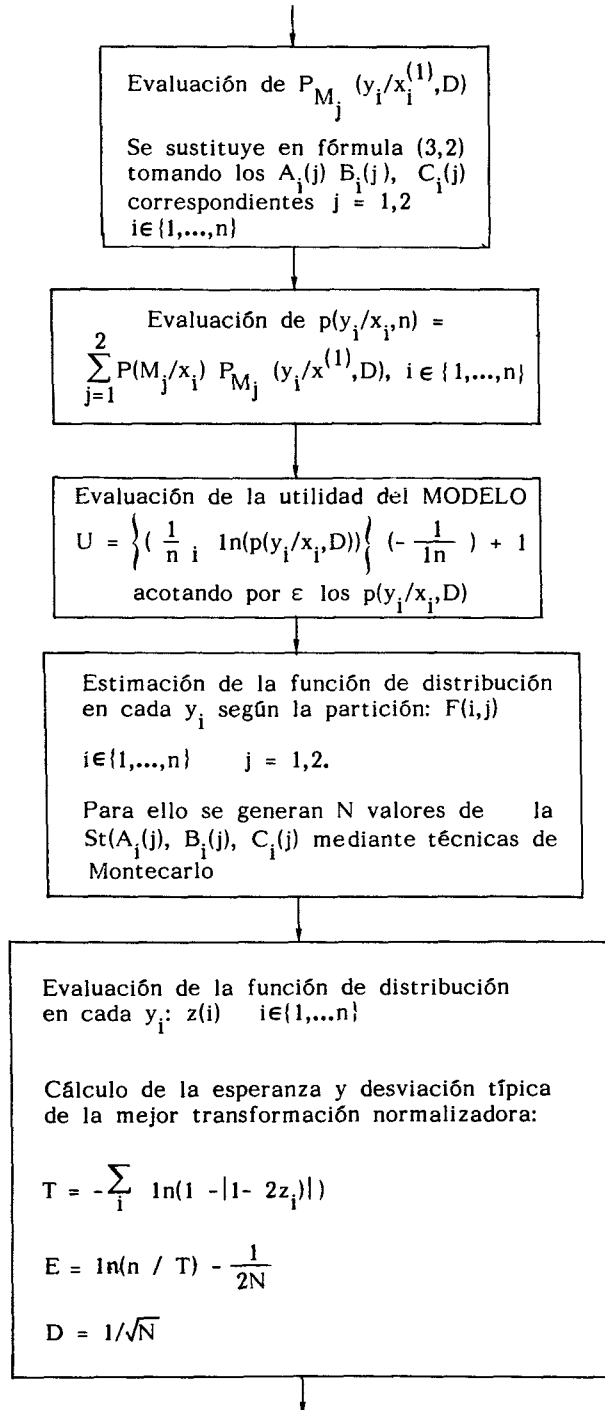 Evaluación de P_{M_j} (y_i/x_i^{(1)},D)
Se sustituye en fórmula (3,2)
tomando los A_i(j) B_i(j), C_i(j)
correspondientes j = 1,2
i∈{1,...,n}
Evaluación de p(y_i/x_i,n) =
\sum_{j=1}^{2} P(M_j/x_i) P_{M_j} (y_i/x^{(1)},D), i ∈ {1,...,n}
Evaluación de la utilidad del MODELO
U = }( \frac{1}{n} _i ln(p(y_i/x_i,D)){ (- \frac{1}{ln} ) + 1
acotando por ε los p(y_i/x_i,D)
Estimación de la función de distribución
en cada y_i según la partición: F(i,j)
i∈{1,...,n} j = 1,2.
Para ello se generan N valores de la
St(A_i(j), B_i(j), C_i(j) mediante técnicas de
Montecarlo
Evaluación de la función de distribución
en cada y_i: z(i) i∈{1,...n}
Cálculo de la esperanza y desviación típica
de la mejor transformación normalizadora:
T = -\sum_i ln(1 -|1- 2z_i)|)
E = ln(n / T) - \frac{1}{2N}
D = 1/√N